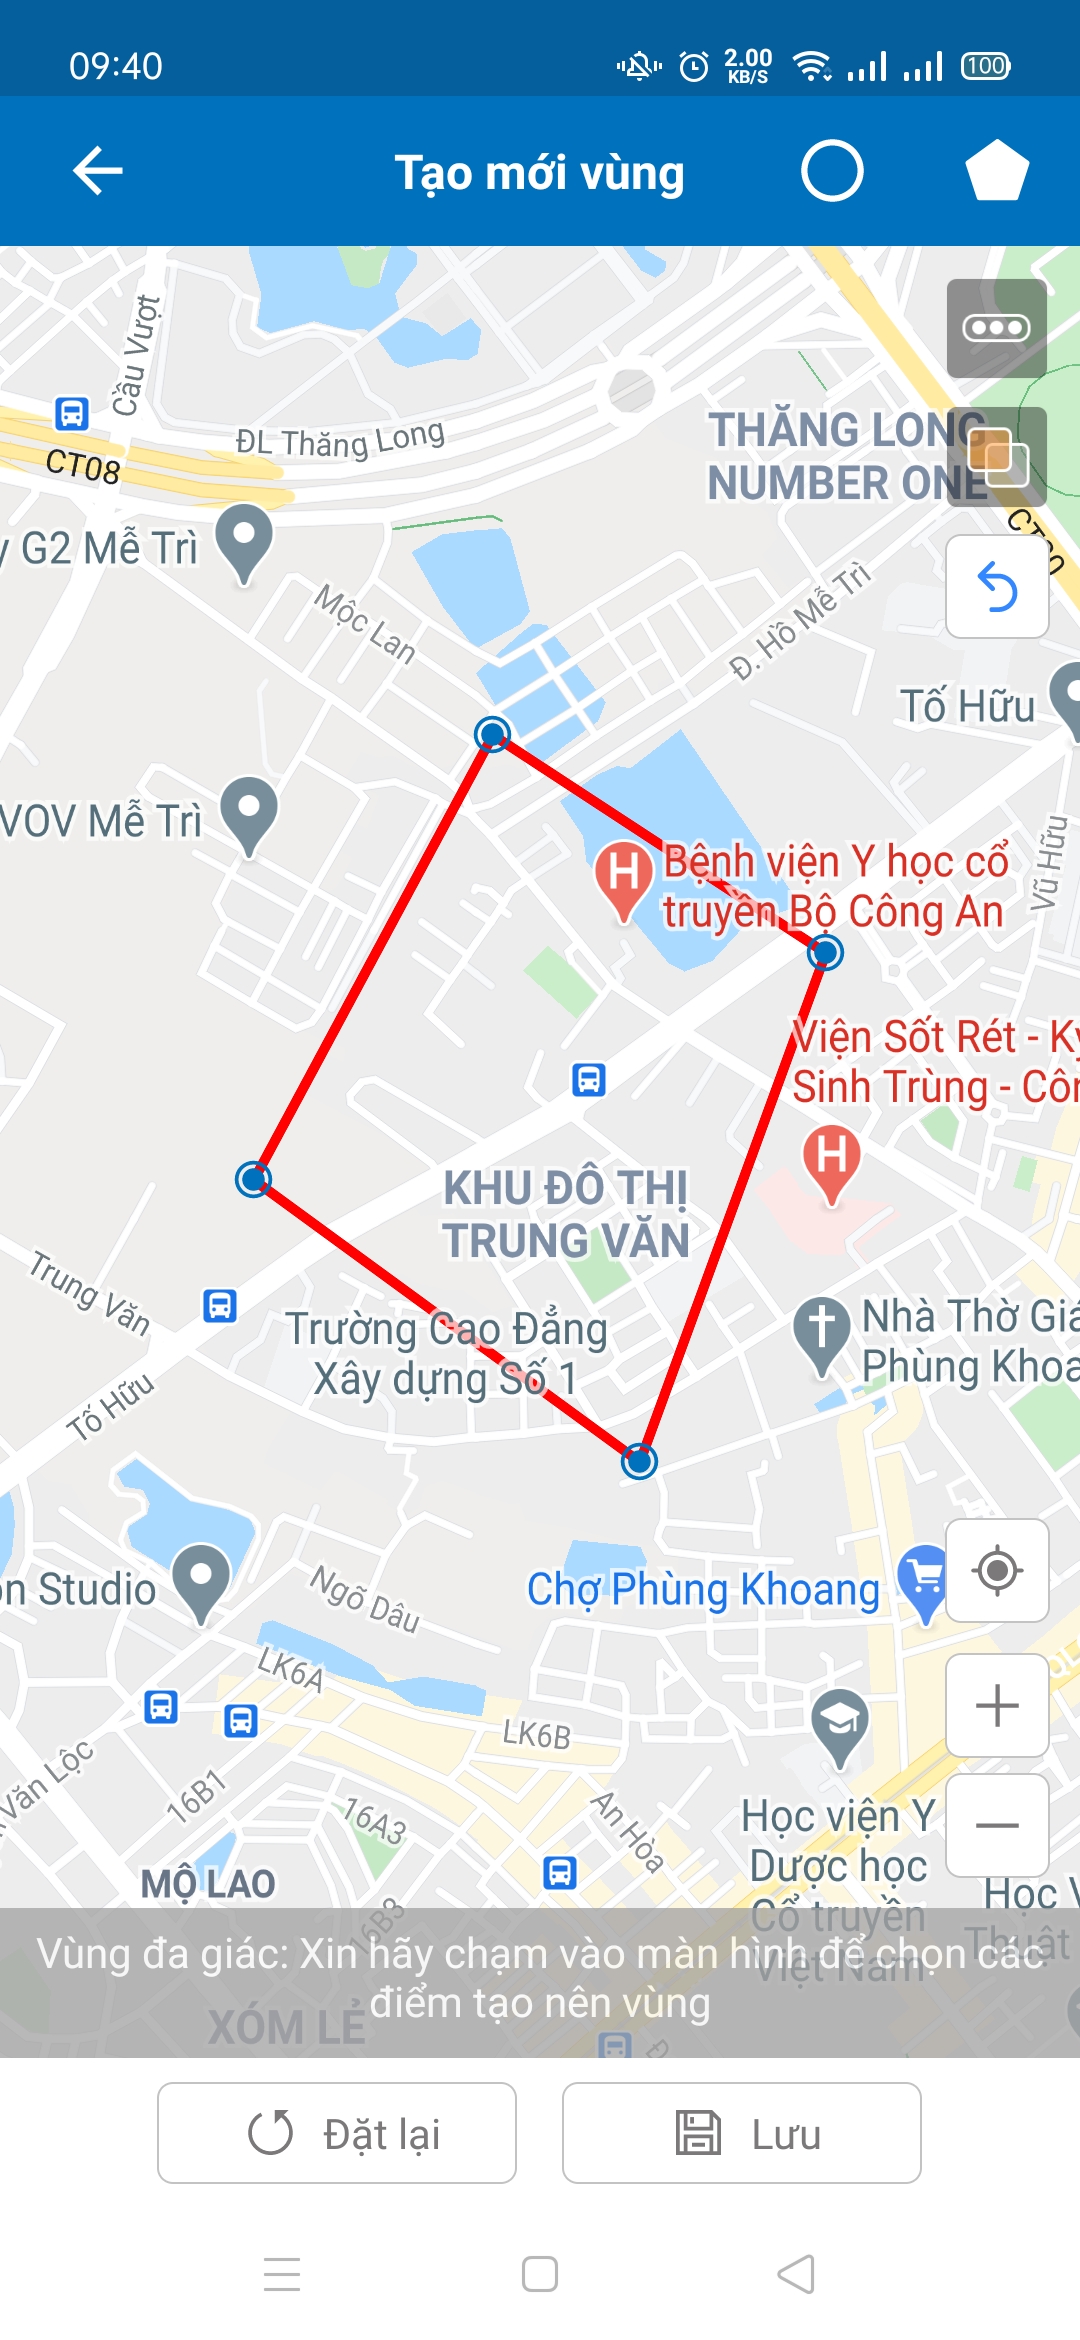 09:40
2.00
KB/S
100
Tạo mới vùng
Cầu Vượt
ĐL Thăng Long
CT08
THĂNG LONG
NUMBER ONE
CT20
G2 Mễ Trì
Mộc Lan
Đ. Hồ Mễ Trì
Tố Hữu
VOV Mễ Trì
Vũ Hữu
Bệnh viện Y học cổ
truyền Bộ Công An
Viện Sốt Rét - Ký
Sinh Trùng - Côn
KHU ĐÔ THỊ
TRUNG VĂN
Trung Văn
Trường Cao Đẳng
Xây dựng Số 1
Nhà Thờ Giá
Phùng Khoa
Tố Hữu
on Studio
Ngõ Dâu
Chợ Phùng Khoang
LK6A
QL
LK6B
Văn Lộc
16B1
16A3
An Hòa
Học viện Y
Dược học
Cổ truyền
Việt Nam
MỘ LAO
Học V
Thuật
16B3
Vùng đa giác: Xin hãy chạm vào màn hình để chọn các
điểm tạo nên vùng
XÓM LẺ
Đặt lại
Lưu